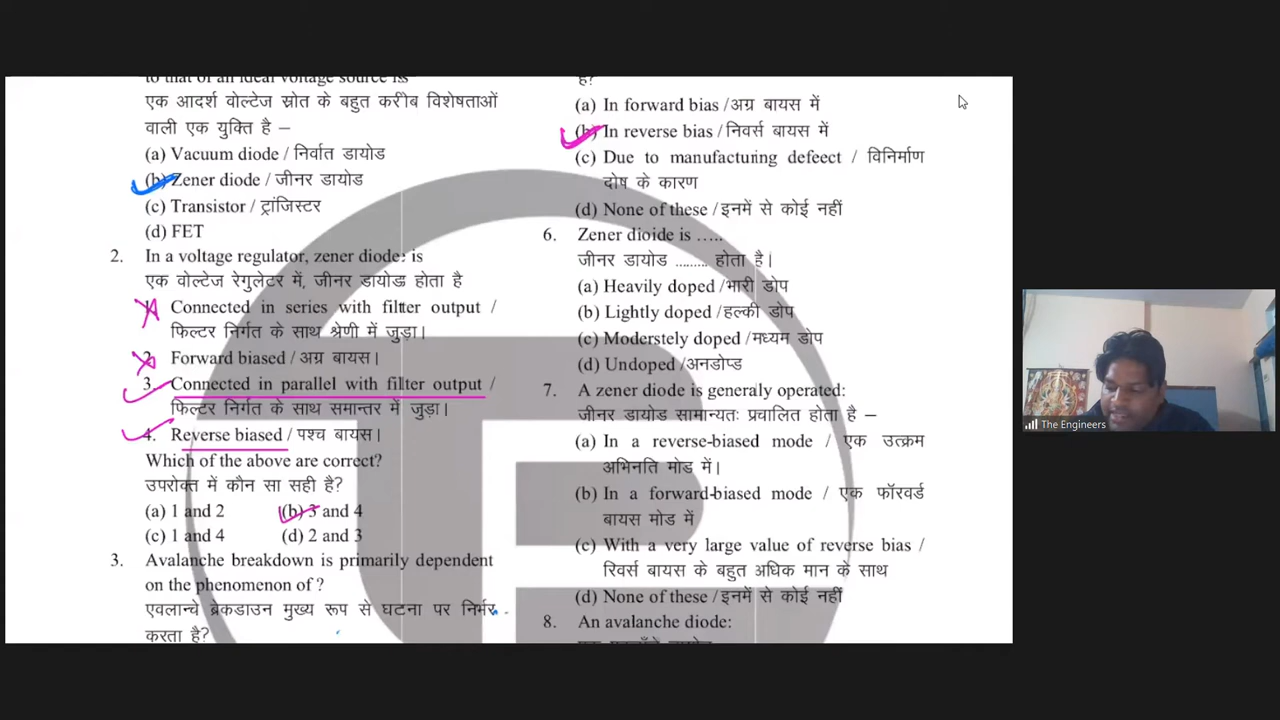 to that of an ideal voltage source is
एक आदर्श वोल्टेज स्रोत के बहुत करीब विशेषताओं
वाली एक युक्ति है –
(a) Vacuum diode / निर्वात डायोड
(b) Zener diode / जीनर डायोड
(c) Transistor / ट्रांजिस्टर
(d) FET
2. In a voltage regulator, zener diode: is
एक वोल्टेज रेगुलेटर में, जीनर डायोड होता है
1. Connected in series with filter output /
फिल्टर निर्गत के साथ श्रेणी में जुड़ा।
2. Forward biased / अग्र बायस।
3. Connected in parallel with filter output /
फिल्टर निर्गत के साथ समान्तर में जुड़ा।
4. Reverse biased / पश्च बायस।
Which of the above are correct?
उपरोक्त में कौन सा सही है?
(a) 1 and 2 (b) 3 and 4
(c) 1 and 4 (d) 2 and 3
3. Avalanche breakdown is primarily dependent
on the phenomenon of ?
एवलान्चे ब्रेकडाउन मुख्य रूप से घटना पर निर्भर
करता है?
है?
(a) In forward bias / अग्र बायस में
(b) In reverse bias / निवर्स बायस में
(c) Due to manufacturing defeect / विनिर्माण
दोष के कारण
(d) None of these / इनमें से कोई नहीं
6. Zener dioide is .....
जीनर डायोड ......... होता है।
(a) Heavily doped / भारी डोप
(b) Lightly doped / हल्की डोप
(c) Moderstely doped / मध्यम डोप
(d) Undoped / अनडोप्ड
7. A zener diode is generaly operated:
जीनर डायोड सामान्यतः प्रचालित होता है –
(a) In a reverse-biased mode / एक उत्क्रम
अभिनति मोड में।
(b) In a forward-biased mode / एक फॉरवर्ड
बायस मोड में
(c) With a very large value of reverse bias /
रिवर्स बायस के बहुत अधिक मान के साथ
(d) None of these / इनमें से कोई नहीं
8. An avalanche diode:
The Engineers